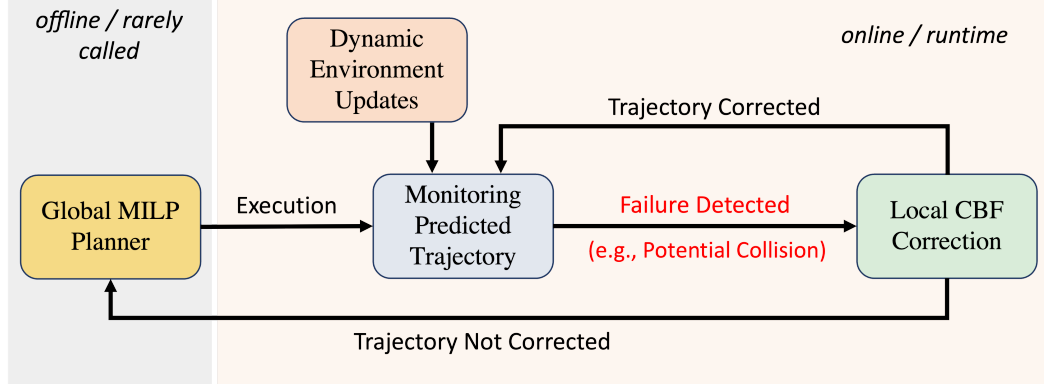 offline / rarely
called
online / runtime
Dynamic
Environment
Updates
Trajectory Corrected
Global MILP
Planner
Execution
Monitoring
Predicted
Trajectory
Failure Detected
(e.g., Potential Collision)
Local CBF
Correction
Trajectory Not Corrected